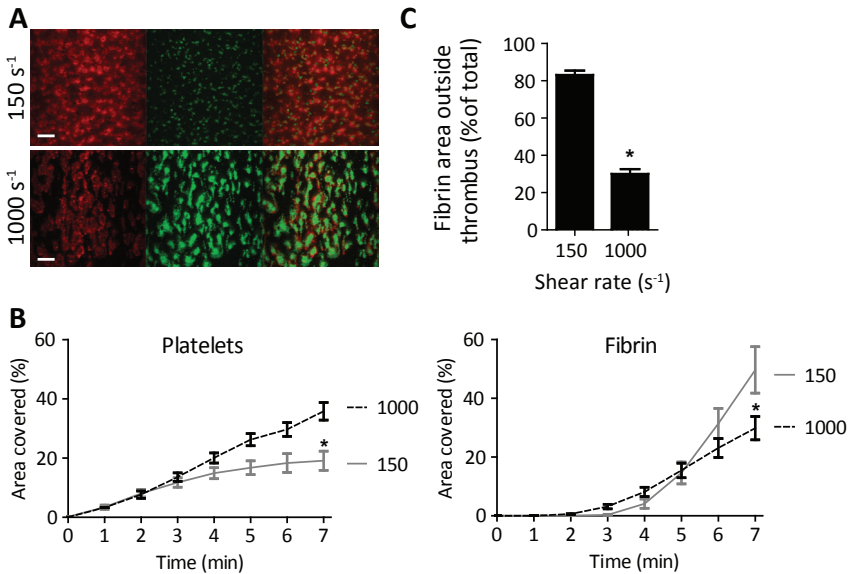 A
150 s⁻¹
1000 s⁻¹
C
Fibrin area outside
thrombus (% of total)
100
80
60
40
20
0
*
150
1000
Shear rate (s⁻¹)
B
Platelets
Area covered (%)
60
40
20
0
1000
*
150
0 1 2 3 4 5 6 7
Time (min)
Fibrin
Area covered (%)
60
40
20
0
150
*
1000
0 1 2 3 4 5 6 7
Time (min)